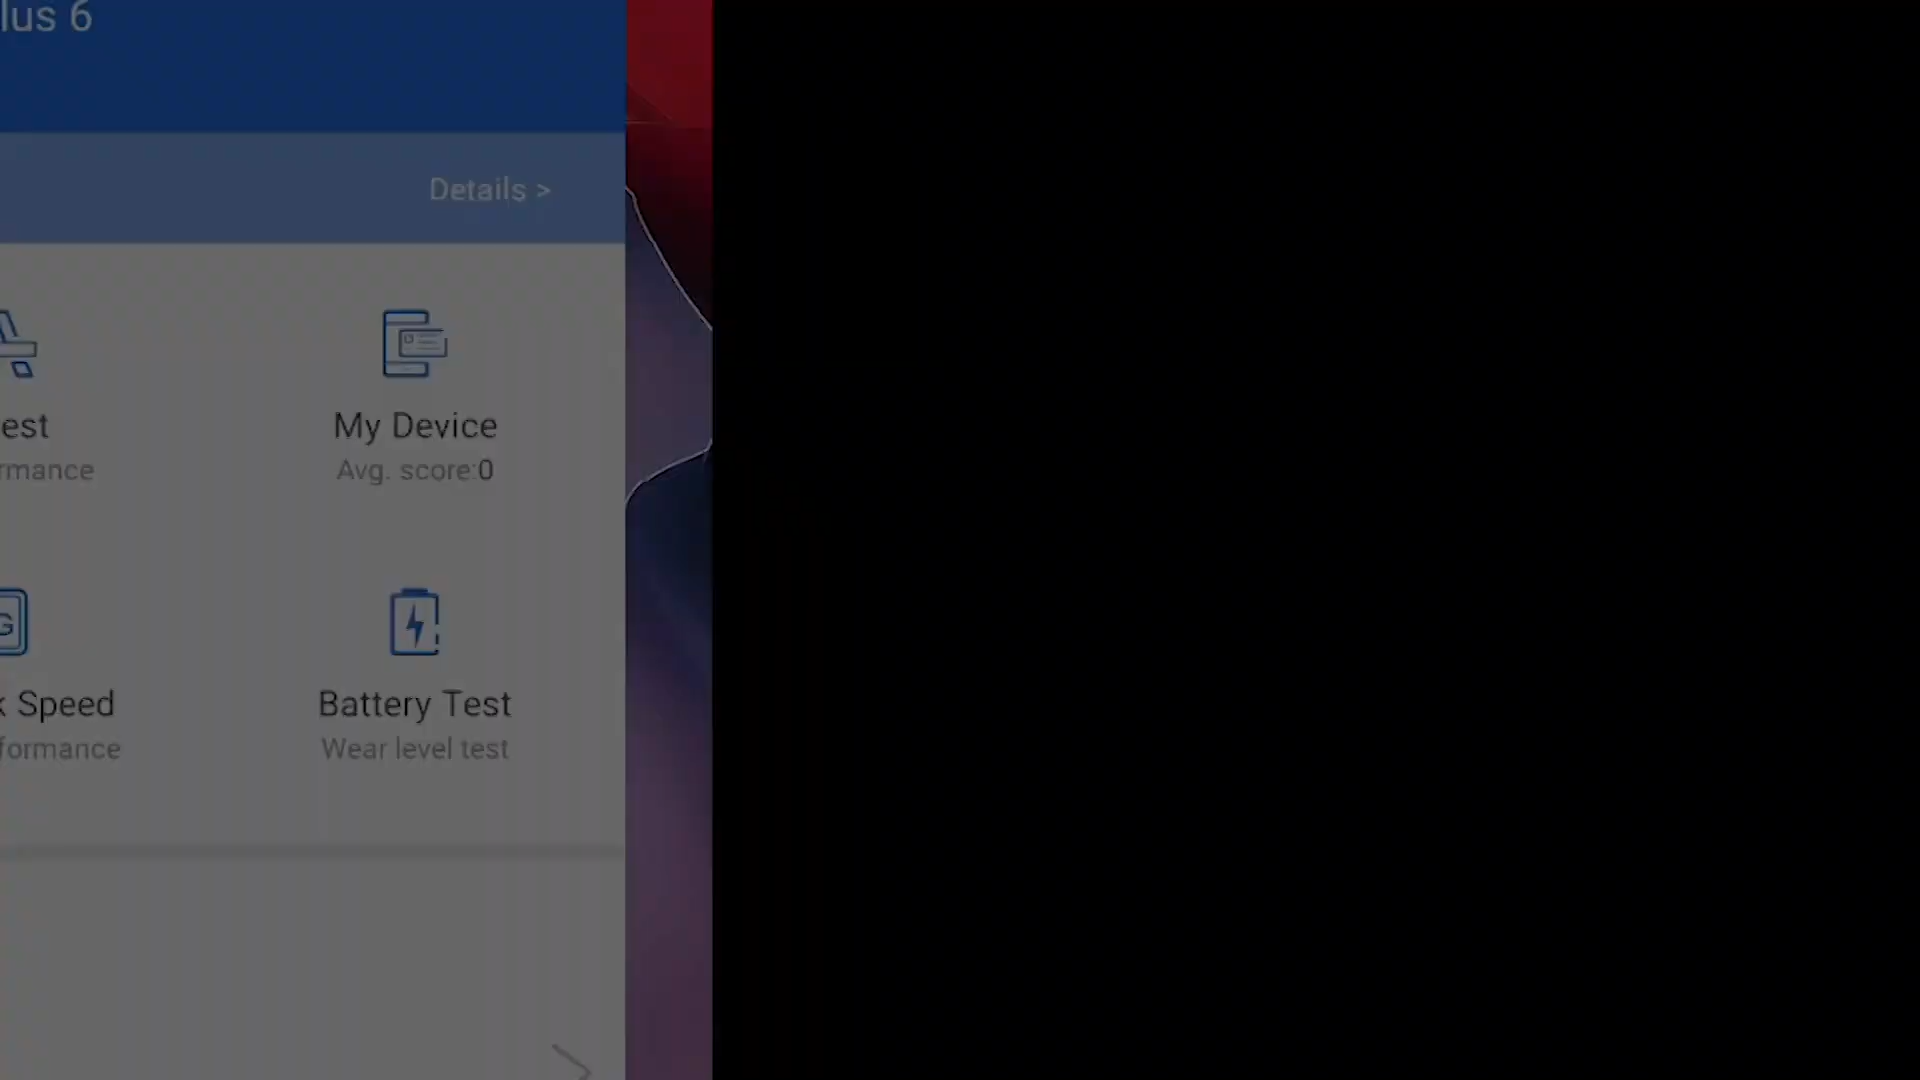 lus 6
Details >
est
My Device
rmance
Avg. score:0
G
k Speed
Battery Test
formance
Wear level test